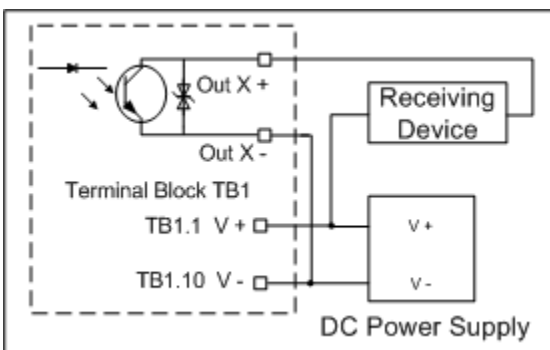 Out X +
Receiving
Device
Out X -
Terminal Block TB1
TB1.1 V +
V +
TB1.10 V -
V -
DC Power Supply